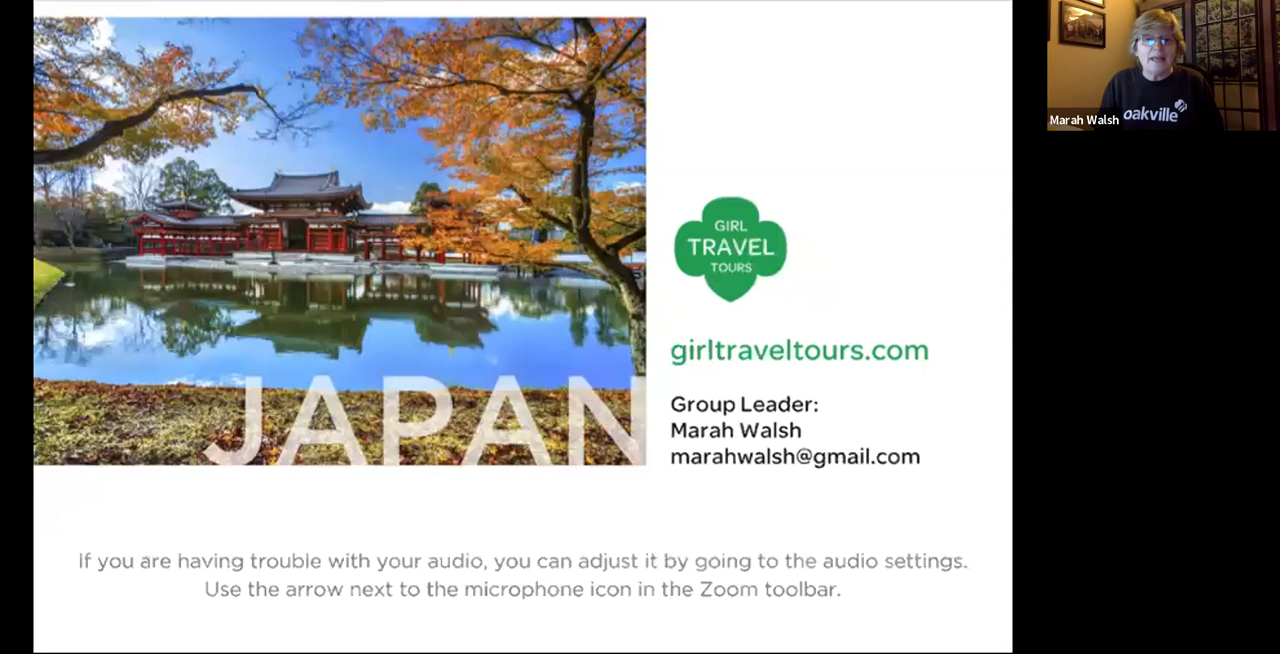 JAPAN
GIRL
TRAVEL
TOURS
girltraveltours.com
Group Leader:
Marah Walsh
marahwalsh@gmail.com
If you are having trouble with your audio, you can adjust it by going to the audio settings.
Use the arrow next to the microphone icon in the Zoom toolbar.
oakville
Marah Walsh